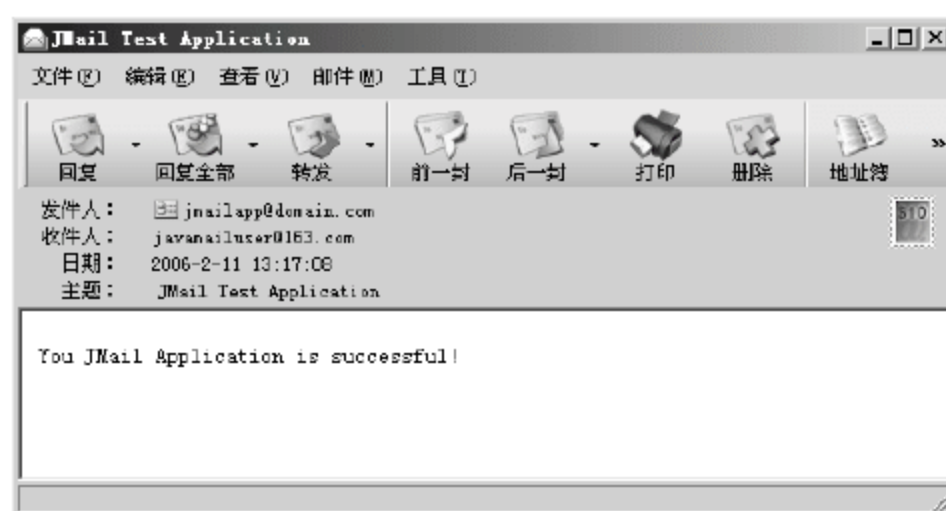 JMail Test Application
文件(F) 编辑(E) 查看(V) 邮件(M) 工具(T)
回复 回复全部 转发 前一封 后一封 打印 删除 地址簿 »
发件人: jmailapp@domain.com
收件人: javamailuser@163.com
日期: 2006-2-11 13:17:08
主题: JMail Test Application
You JMail Application is successful!